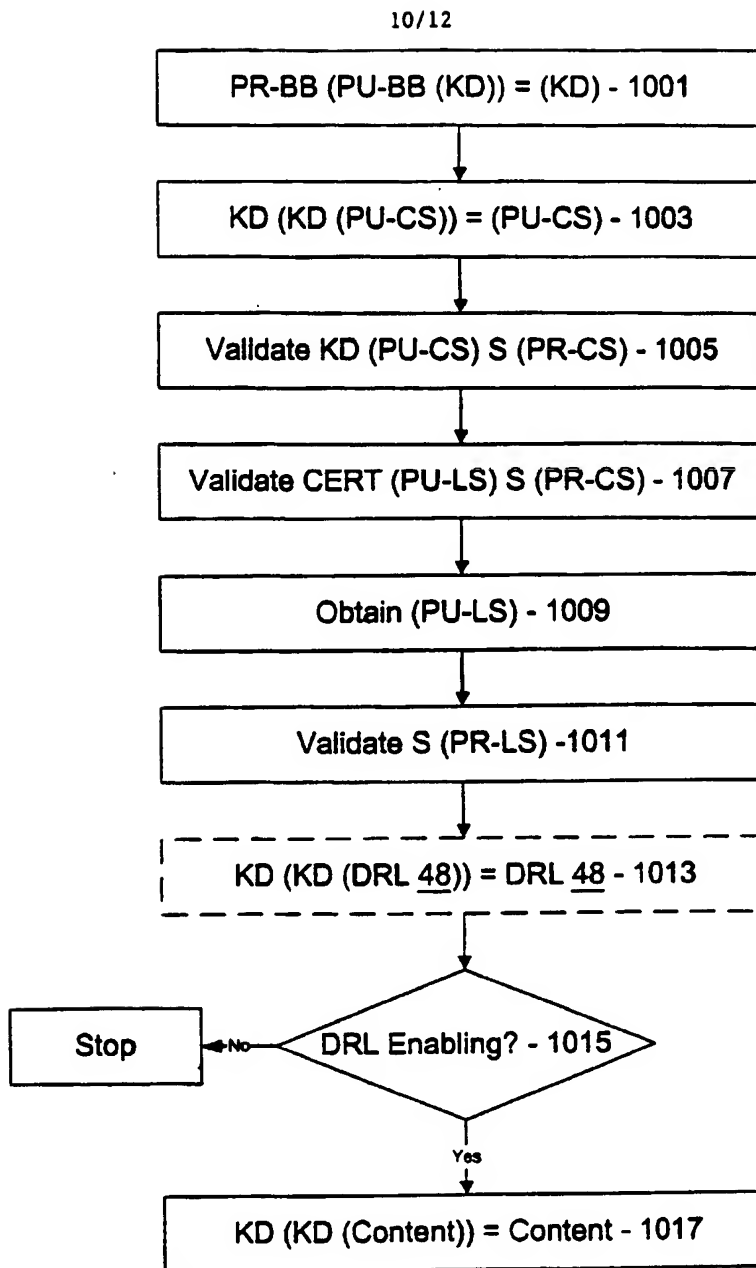 10/12
PR-BB (PU-BB (KD)) = (KD) - 1001
KD (KD (PU-CS)) = (PU-CS) - 1003
Validate KD (PU-CS) S (PR-CS) - 1005
Validate CERT (PU-LS) S (PR-CS) - 1007
Obtain (PU-LS) - 1009
Validate S (PR-LS) -1011
KD (KD (DRL 48)) = DRL 48 - 1013
Stop
No
DRL Enabling? - 1015
Yes
KD (KD (Content)) = Content - 1017